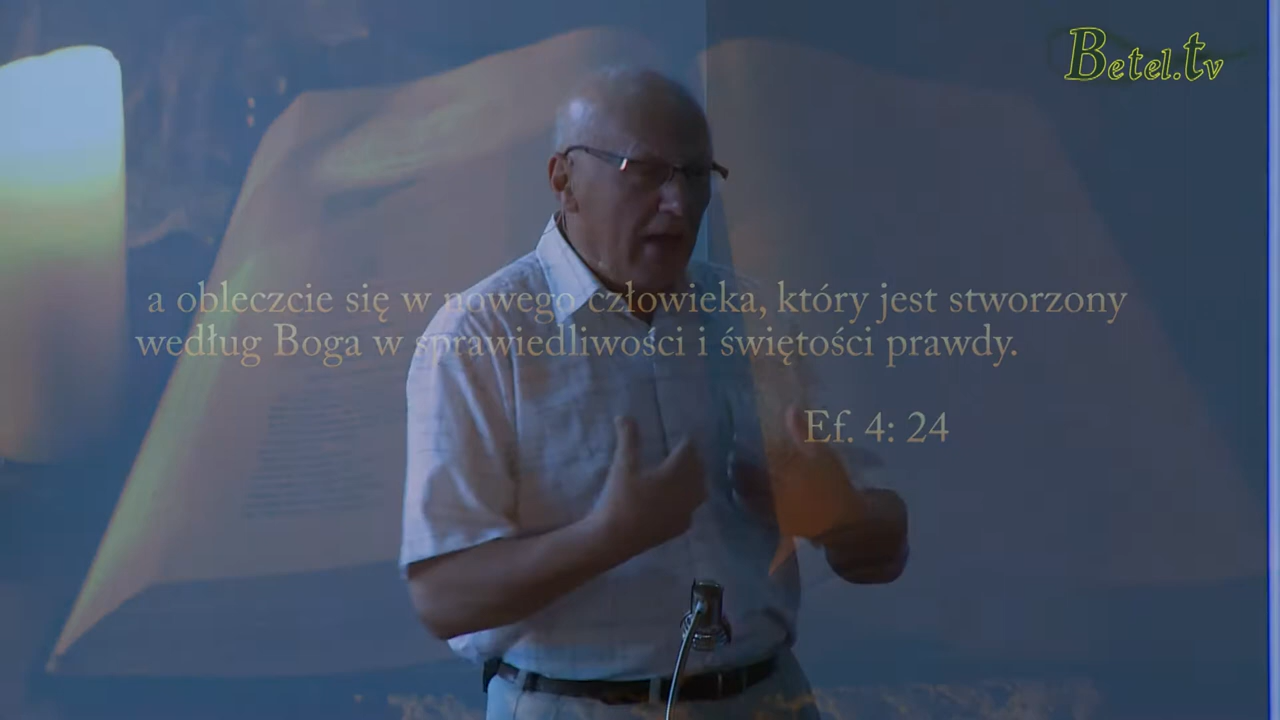 Betel.tv
a obleczcie się w nowego człowieka, który jest stworzony
według Boga w sprawiedliwości i świętości prawdy.
Ef. 4: 24